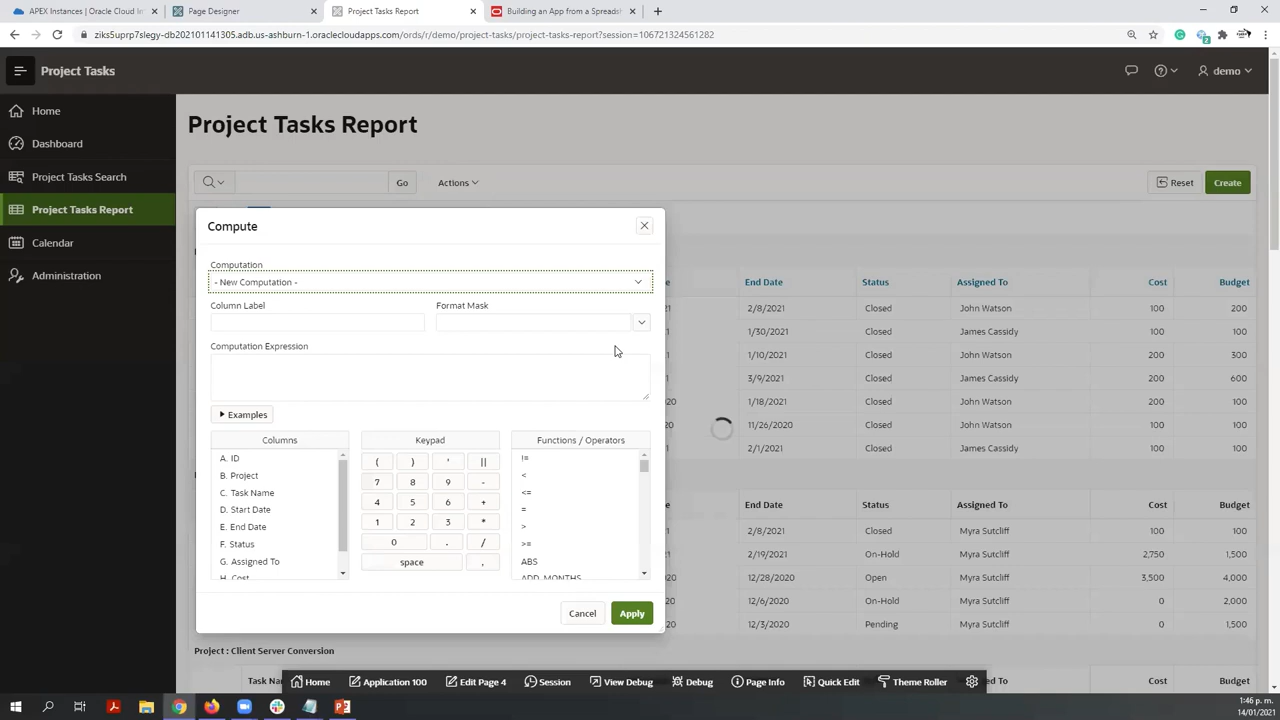 APEX Instances | Oracle Cloud In
Page Designer
Project Tasks Report
Building an App from a Spreadsh
ziks5uprp7slegy-db202101141305.adb.us-ashburn-1.oraclecloudapps.com/ords/r/demo/project-tasks/project-tasks-report?session=106721324561282
Project Tasks
demo
Home
Dashboard
Project Tasks Search
Project Tasks Report
Calendar
Administration
Project Tasks Report
Go
Actions
Reset
Create
Compute
Computation
- New Computation -
Column Label
Format Mask
Computation Expression
Examples
Columns
A. ID
B. Project
C. Task Name
D. Start Date
E. End Date
F. Status
G. Assigned To
H. Cost
Keypad
( ) ' ||
7 8 9 -
4 5 6 +
1 2 3 *
0 . /
space ,
Functions / Operators
!=
<
<=
=
>
>=
ABS
ADD_MONTHS
Cancel
Apply
End Date Status Assigned To Cost Budget
2/8/2021 Closed John Watson 100 200
1/30/2021 Closed James Cassidy 100 100
1/10/2021 Closed John Watson 200 300
3/9/2021 Closed James Cassidy 200 600
1/18/2021 Closed John Watson 100 100
11/26/2020 Closed John Watson 200 200
2/1/2021 Closed James Cassidy 100 100
End Date Status Assigned To Cost Budget
2/8/2021 Closed Myra Sutcliff 100 100
2/19/2021 On-Hold Myra Sutcliff 2,750 1,500
12/28/2020 Open Myra Sutcliff 3,500 4,000
12/6/2020 On-Hold Myra Sutcliff 0 2,000
12/3/2020 Pending Myra Sutcliff 0 1,500
Project : Client Server Conversion
Status Assigned To Cost Budget
Home
Application 100
Edit Page 4
Session
View Debug
Debug
Page Info
Quick Edit
Theme Roller
1:46 p. m.
14/01/2021